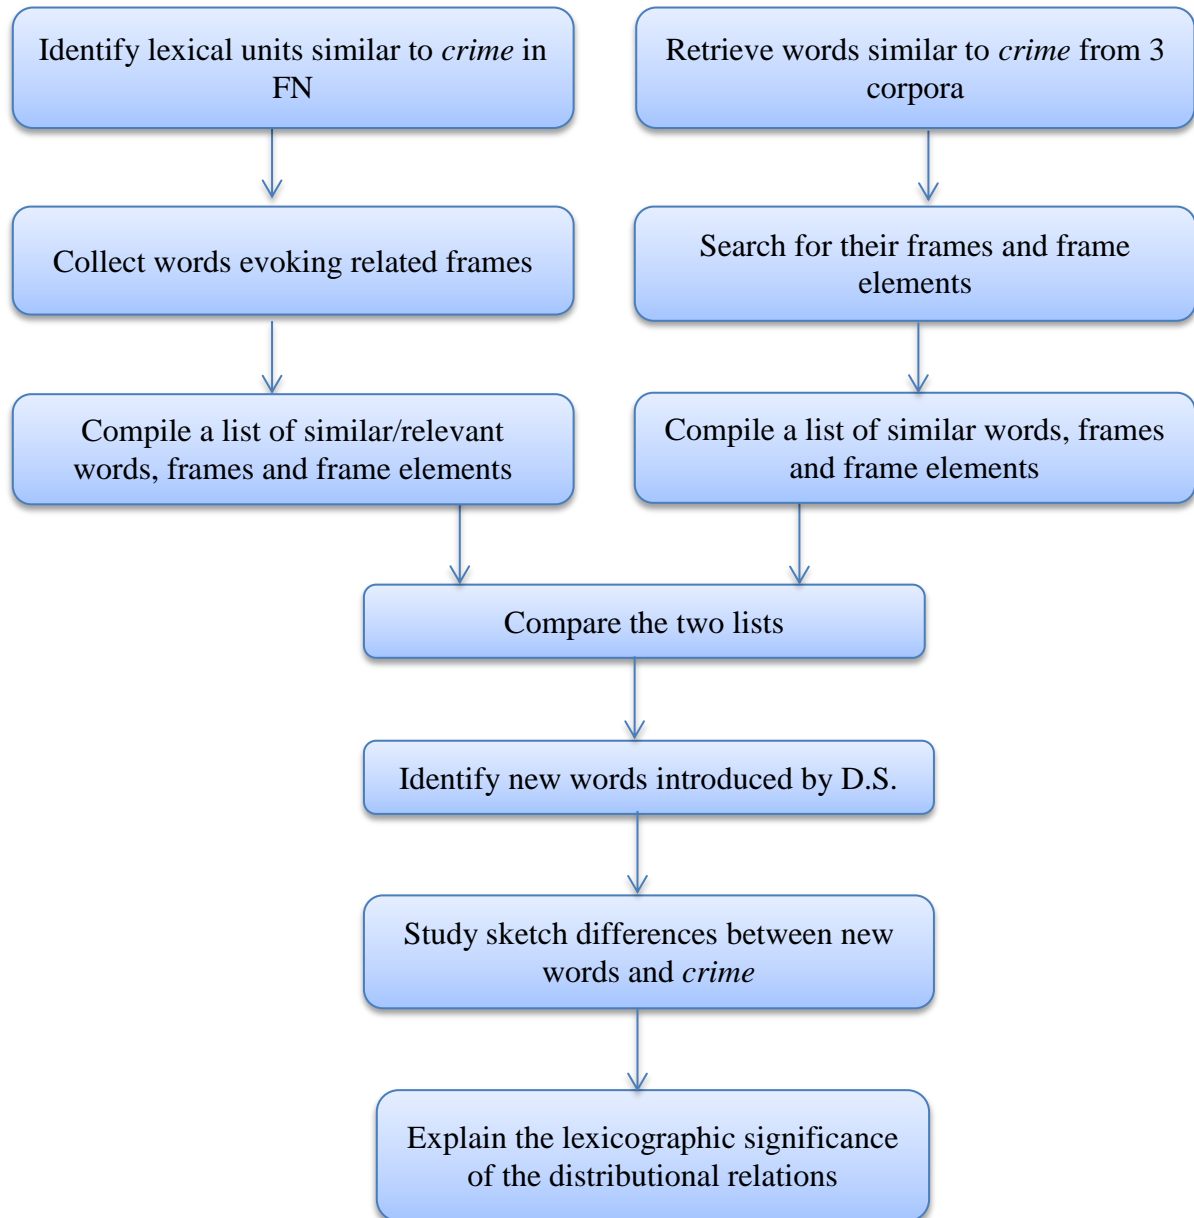 Identify lexical units similar to crime in
FN
Retrieve words similar to crime from 3
corpora
Collect words evoking related frames
Search for their frames and frame
elements
Compile a list of similar/relevant
words, frames and frame elements
Compile a list of similar words, frames
and frame elements
Compare the two lists
Identify new words introduced by D.S.
Study sketch differences between new
words and crime
Explain the lexicographic significance
of the distributional relations